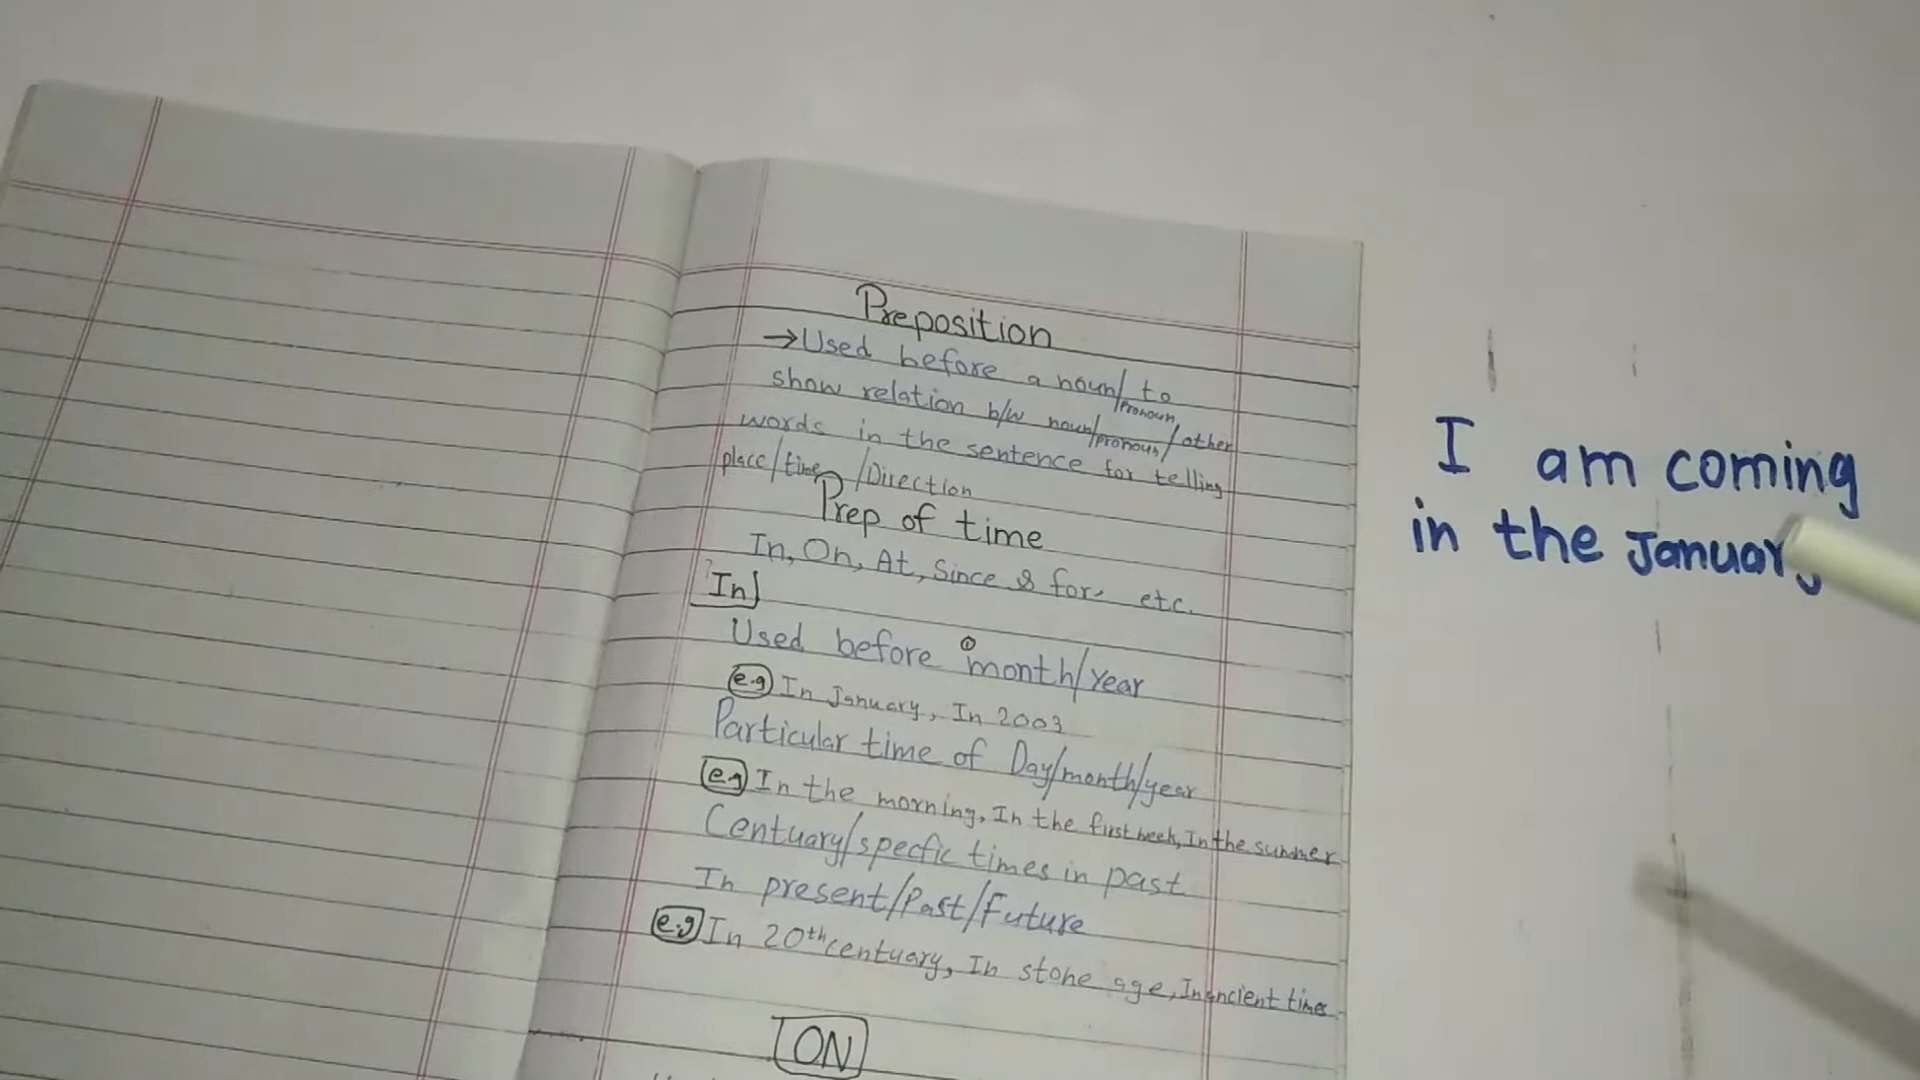 Preposition
→Used before a noun/pronoun to
show relation b/w noun/pronoun/other
words in the sentence for telling
place/time/Direction
Prep of time
In, On, At, Since & for etc.
In
Used before ① month/year
e.g In January, In 2003
Particular time of Day/month/year
e.g In the morning, In the first week, In the summer
Centuary/specfic times in past
In present/Past/Future
e.g In 20th centuary, In stone age, In ancient times
ON
I am coming
in the January